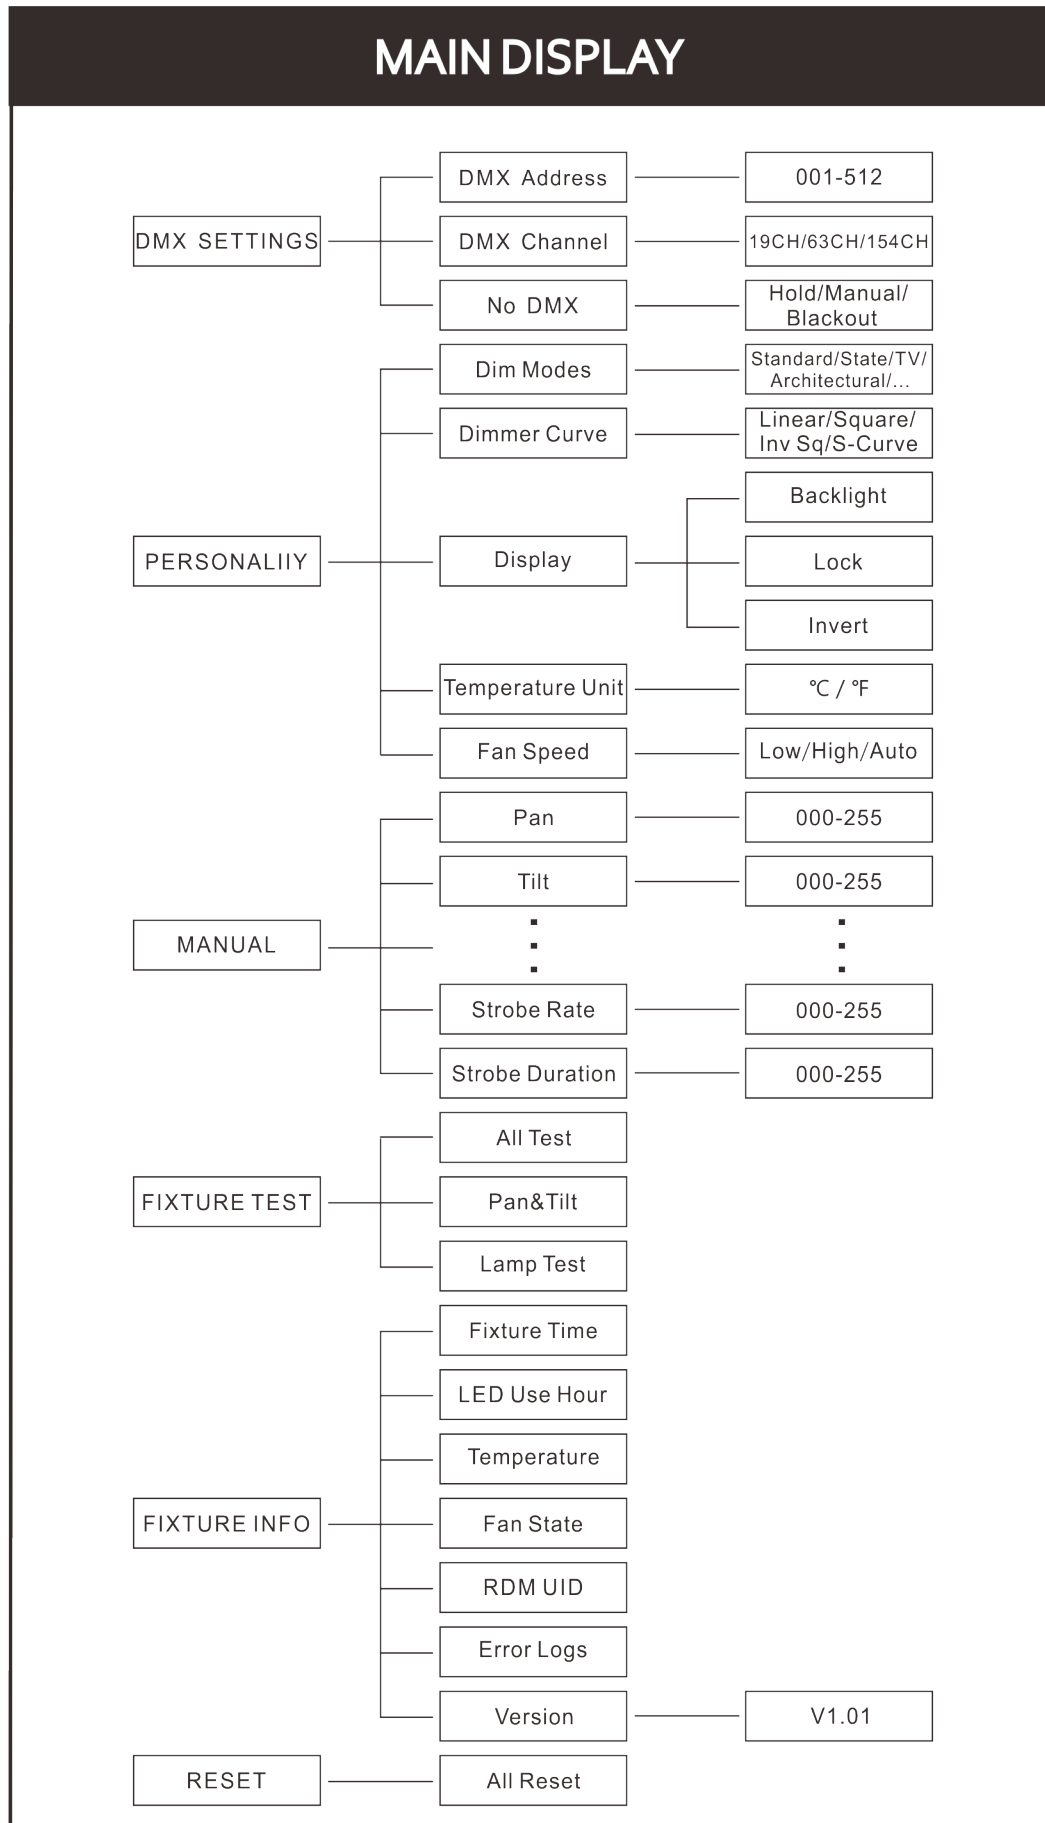 MAIN DISPLAY
DMX Address
001-512
DMX SETTINGS
DMX Channel
19CH/63CH/154CH
No DMX
Hold/Manual/
Blackout
Dim Modes
Standard/State/TV/
Architectural/...
Dimmer Curve
Linear/Square/
Inv Sq/S-Curve
Backlight
PERSONALIIY
Display
Lock
Invert
Temperature Unit
℃ / ℉
Fan Speed
Low/High/Auto
Pan
000-255
Tilt
000-255
MANUAL
Strobe Rate
000-255
Strobe Duration
000-255
All Test
FIXTURE TEST
Pan&Tilt
Lamp Test
Fixture Time
LED Use Hour
Temperature
FIXTURE INFO
Fan State
RDM UID
Error Logs
Version
V1.01
RESET
All Reset